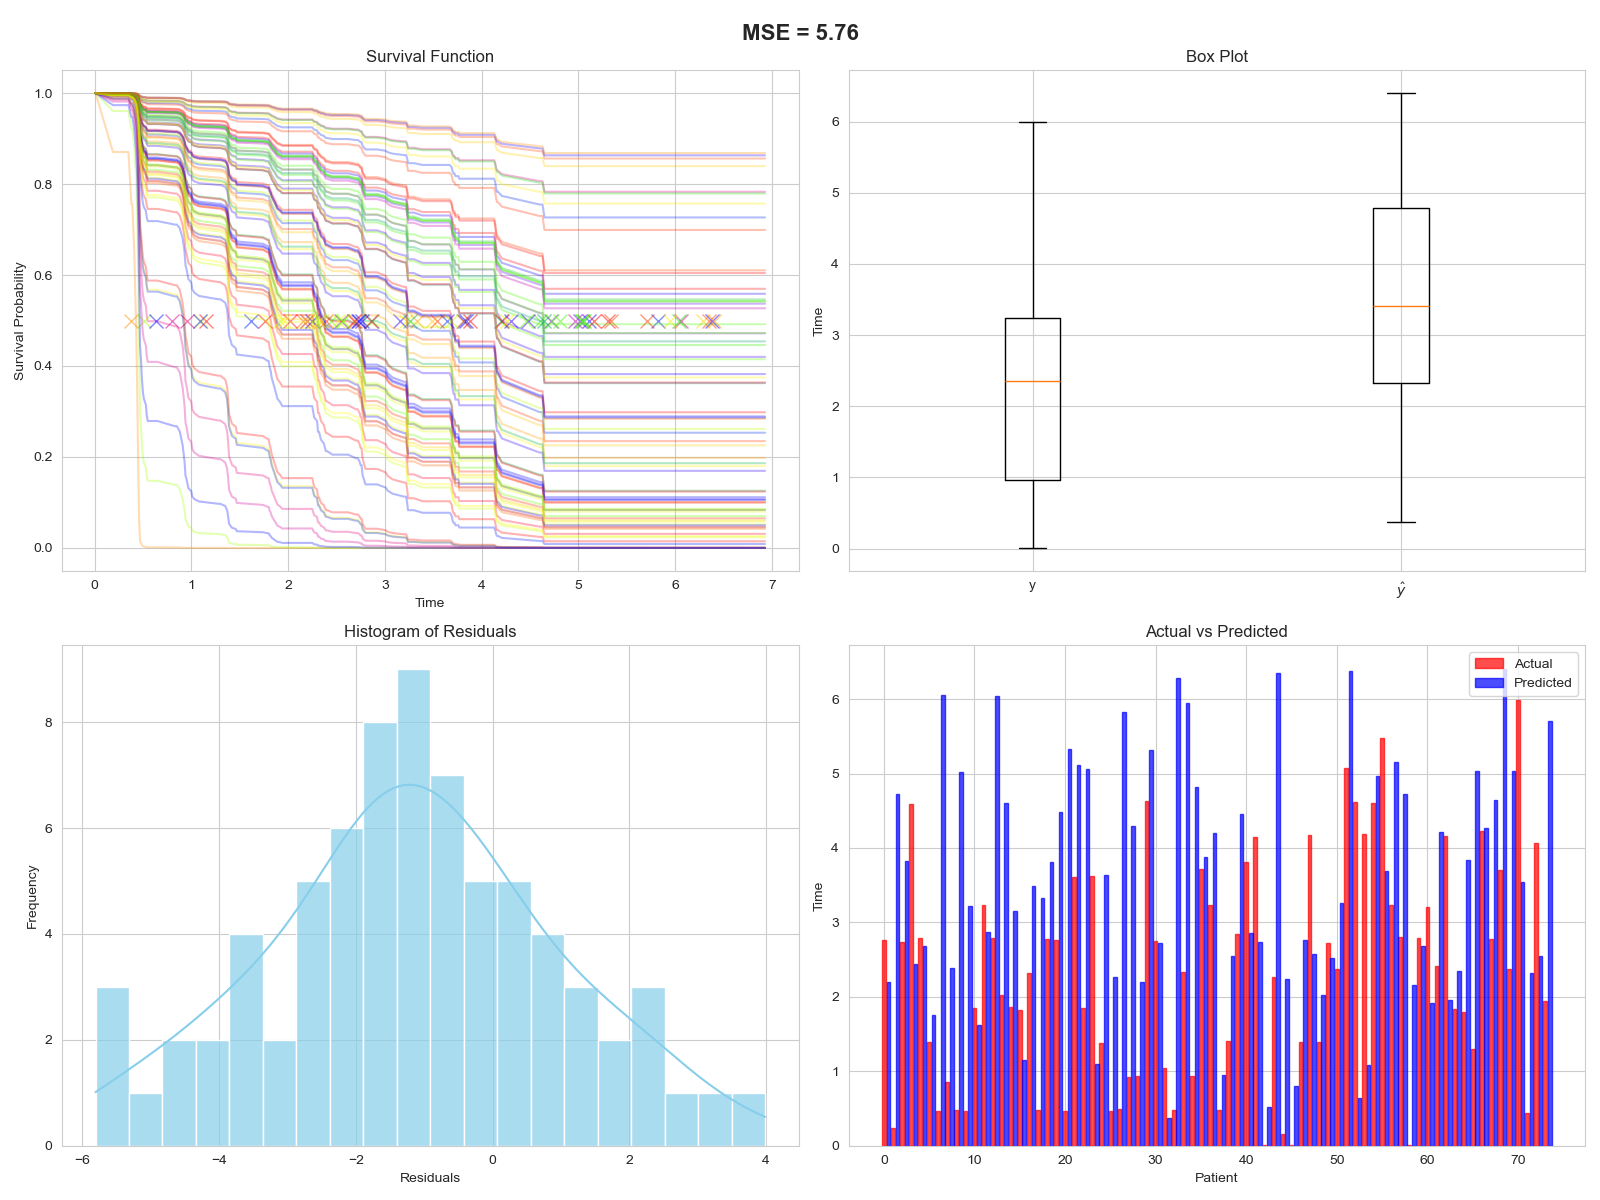 MSE = 5.76
Survival Function
Survival Probability
1.0
0.8
0.6
0.4
0.2
0.0
0 1 2 3 4 5 6 7
Time
Box Plot
Time
6
5
4
3
2
1
0
y ŷ
Histogram of Residuals
Frequency
8
6
4
2
0
−6 −4 −2 0 2 4
Residuals
Actual vs Predicted
Actual
Predicted
Time
6
5
4
3
2
1
0
0 10 20 30 40 50 60 70
Patient